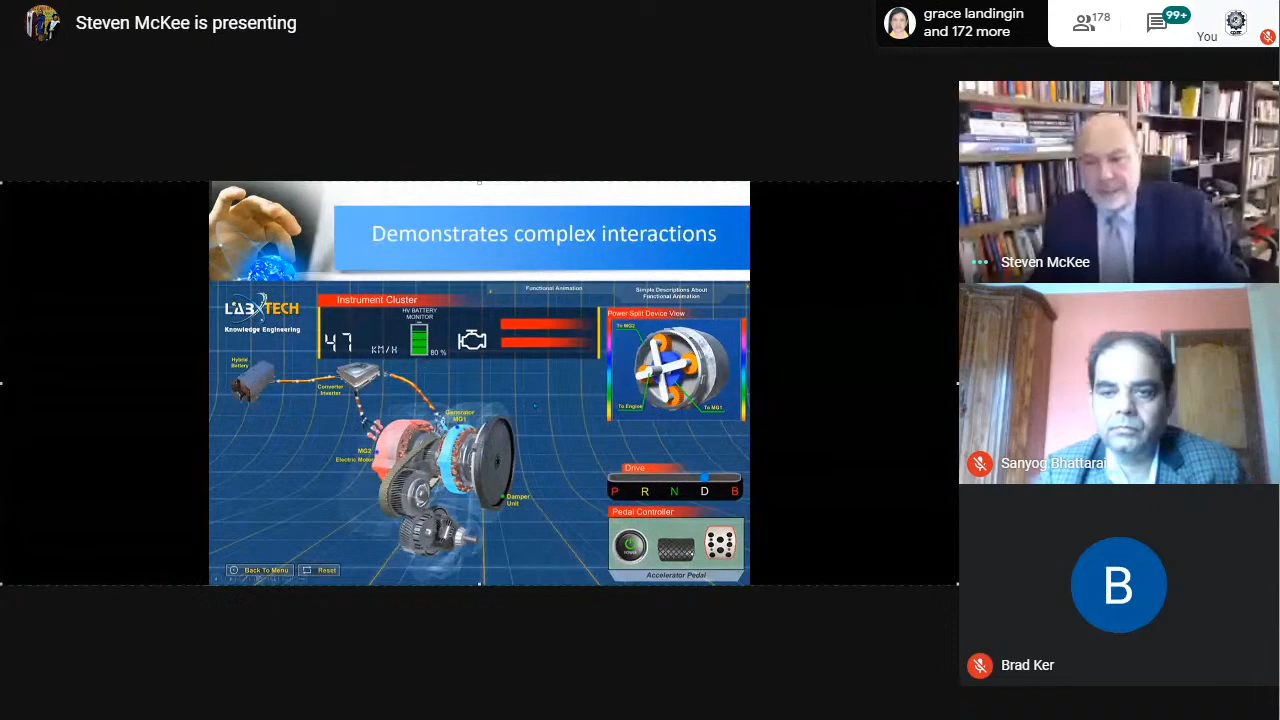 Steven McKee is presenting
grace landingin
and 172 more
178
99+
You
Demonstrates complex interactions
Functional Animation
Simple Descriptions About
Functional Animation
LABTECH
Knowledge Engineering
Instrument Cluster
HV BATTERY
MONITOR
47
KM/H
80 %
Power Split Device View
To MG2
To Engine
To MG1
Hybrid
Battery
Converter
Inverter
Generator
MG1
MG2
Electric Motor
Damper
Unit
Drive
P R N D B
Pedal Controller
POWER
Accelerator Pedal
Back To Menu
Reset
Steven McKee
Sanyog Bhattarai
B
Brad Ker